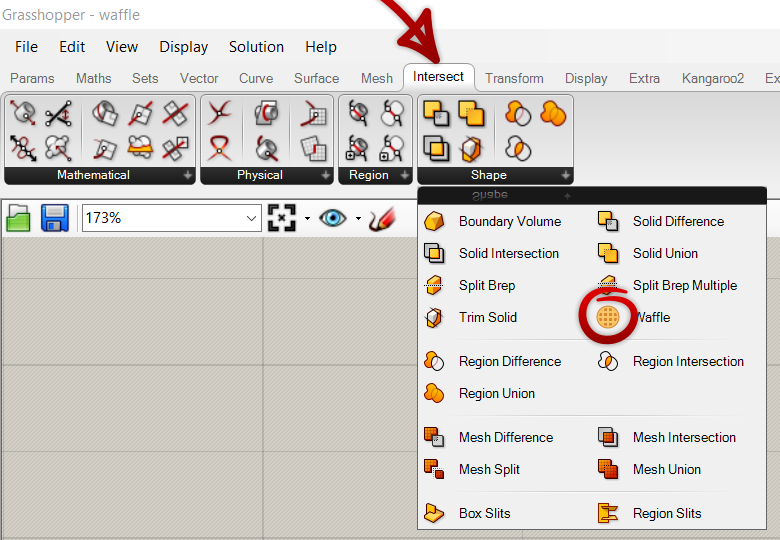 Grasshopper - waffle
File Edit View Display Solution Help
Params Maths Sets Vector Curve Surface Mesh Intersect Transform Display Extra Kangaroo2 Ex
Mathematical Physical Region Shape
Shape
173%
Boundary Volume Solid Difference
Solid Intersection Solid Union
Split Brep Split Brep Multiple
Trim Solid Waffle
Region Difference Region Intersection
Region Union
Mesh Difference Mesh Intersection
Mesh Split Mesh Union
Box Slits Region Slits